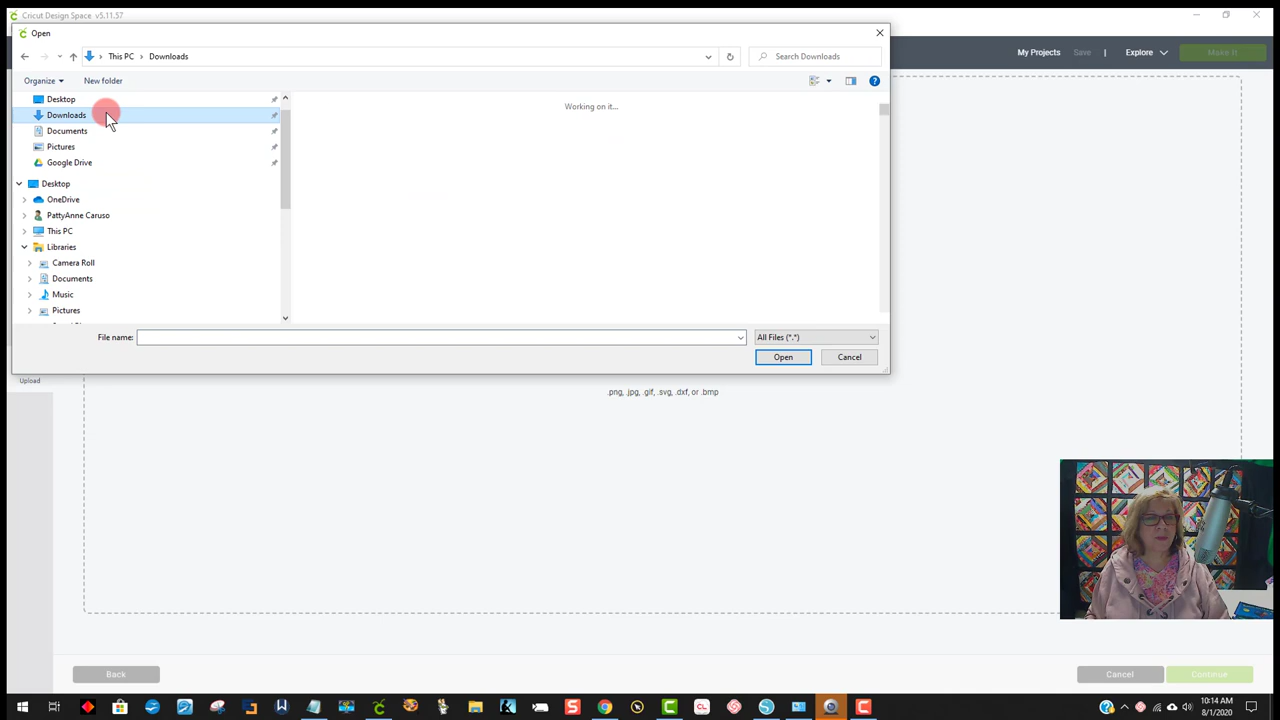 Cricut Design Space v5.11.57
Open
This PC > Downloads
Search Downloads
My Projects Save | Explore Make It
Organize New folder
Desktop
Downloads
Documents
Pictures
Google Drive
Desktop
OneDrive
PattyAnne Caruso
This PC
Libraries
Camera Roll
Documents
Music
Pictures
Working on it...
File name:
All Files (*.*)
Open Cancel
Upload
.png, .jpg, .gif, .svg, .dxf, or .bmp
Back Cancel Continue
10:14 AM
8/1/2020